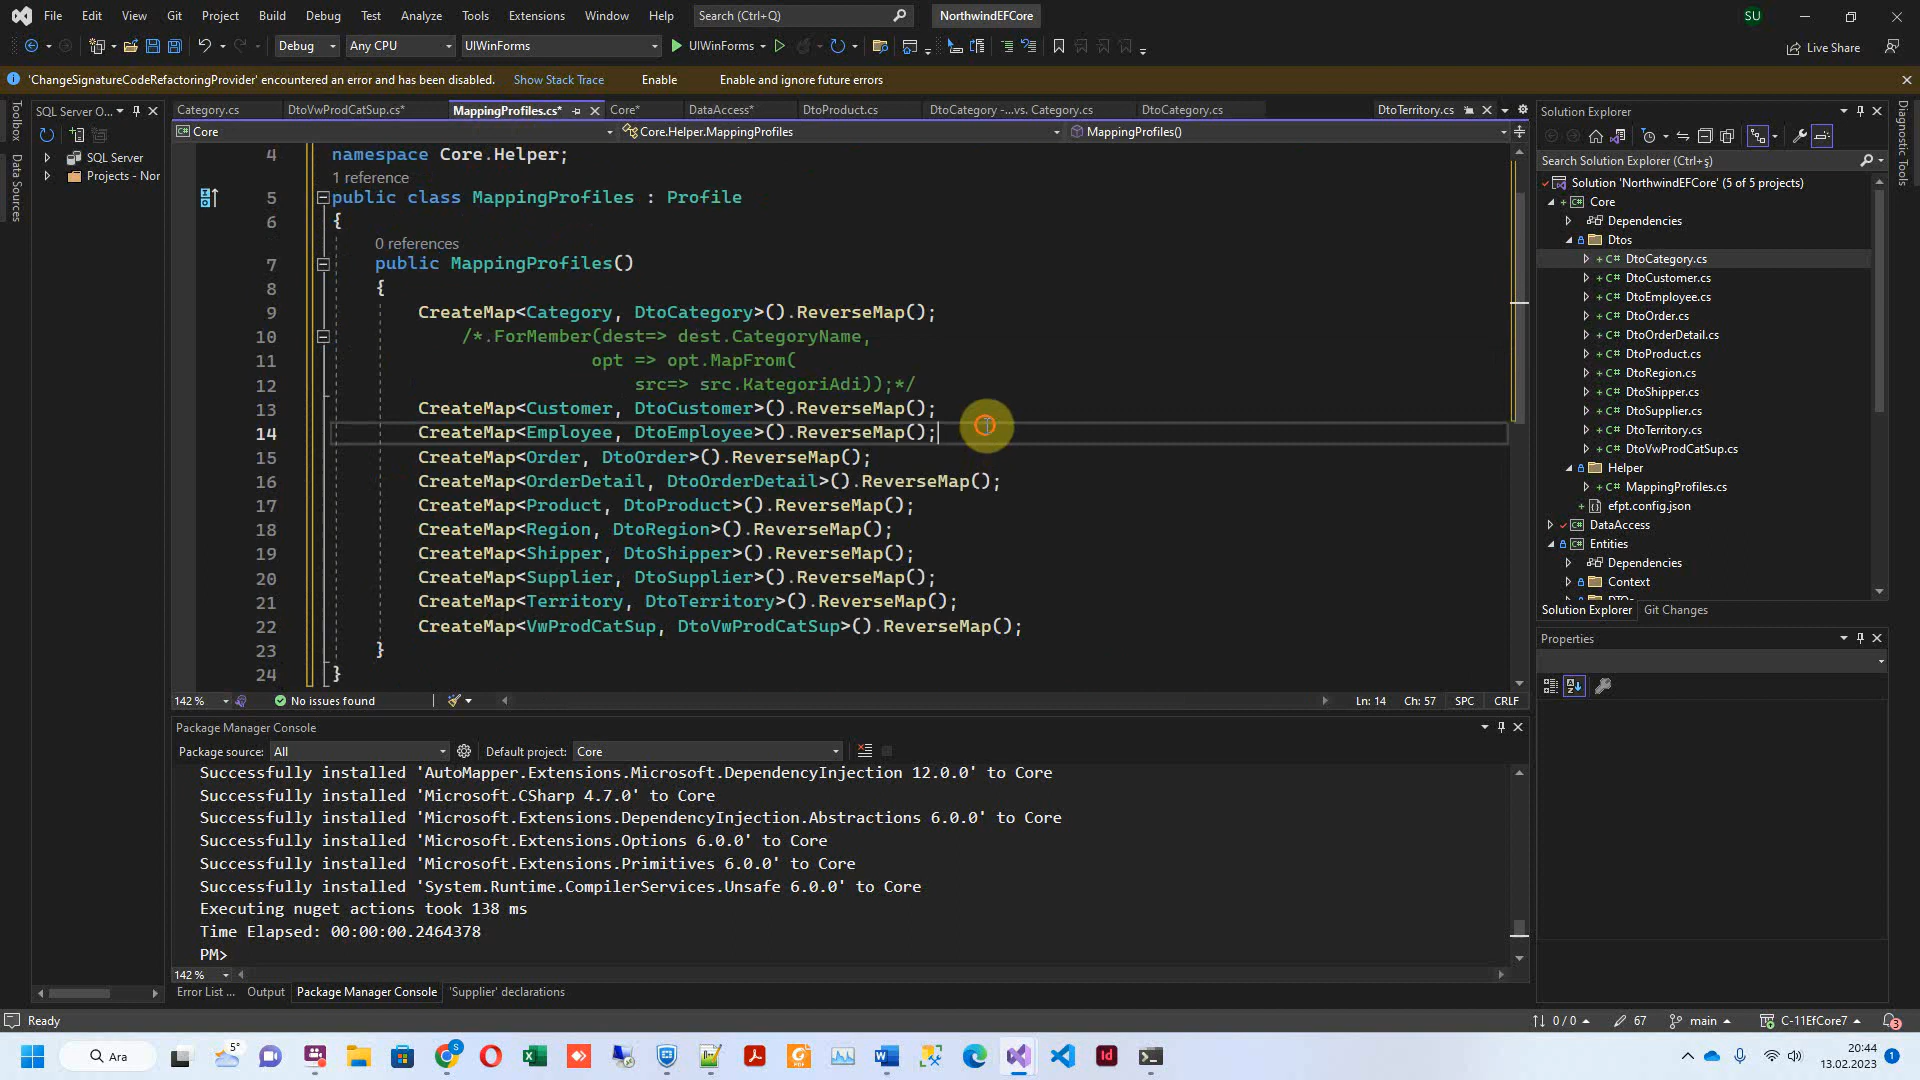 File Edit View Git Project Build Debug Test Analyze Tools Extensions Window Help Search (Ctrl+Q) NorthwindEFCore SU
Debug Any CPU UIWinForms UIWinForms Live Share
'ChangeSignatureCodeRefactoringProvider' encountered an error and has been disabled. Show Stack Trace Enable Enable and ignore future errors
Toolbox
Data Sources
SQL Server O...
SQL Server
Projects - Nor
Category.cs DtoVwProdCatSup.cs* MappingProfiles.cs* Core* DataAccess* DtoProduct.cs DtoCategory -...vs. Category.cs DtoCategory.cs DtoTerritory.cs
Core Core.Helper.MappingProfiles MappingProfiles()
4 namespace Core.Helper;
1 reference
5 public class MappingProfiles : Profile
6 {
0 references
7 public MappingProfiles()
8 {
9 CreateMap<Category, DtoCategory>().ReverseMap();
10 /*.ForMember(dest=> dest.CategoryName,
11 opt => opt.MapFrom(
12 src=> src.KategoriAdi));*/
13 CreateMap<Customer, DtoCustomer>().ReverseMap();
14 CreateMap<Employee, DtoEmployee>().ReverseMap();
15 CreateMap<Order, DtoOrder>().ReverseMap();
16 CreateMap<OrderDetail, DtoOrderDetail>().ReverseMap();
17 CreateMap<Product, DtoProduct>().ReverseMap();
18 CreateMap<Region, DtoRegion>().ReverseMap();
19 CreateMap<Shipper, DtoShipper>().ReverseMap();
20 CreateMap<Supplier, DtoSupplier>().ReverseMap();
21 CreateMap<Territory, DtoTerritory>().ReverseMap();
22 CreateMap<VwProdCatSup, DtoVwProdCatSup>().ReverseMap();
23 }
24 }
142 % No issues found Ln: 14 Ch: 57 SPC CRLF
Package Manager Console
Package source: All Default project: Core
Successfully installed 'AutoMapper.Extensions.Microsoft.DependencyInjection 12.0.0' to Core
Successfully installed 'Microsoft.CSharp 4.7.0' to Core
Successfully installed 'Microsoft.Extensions.DependencyInjection.Abstractions 6.0.0' to Core
Successfully installed 'Microsoft.Extensions.Options 6.0.0' to Core
Successfully installed 'Microsoft.Extensions.Primitives 6.0.0' to Core
Successfully installed 'System.Runtime.CompilerServices.Unsafe 6.0.0' to Core
Executing nuget actions took 138 ms
Time Elapsed: 00:00:00.2464378
PM>
142 %
Error List ... Output Package Manager Console 'Supplier' declarations
Solution Explorer
Search Solution Explorer (Ctrl+ş)
Solution 'NorthwindEFCore' (5 of 5 projects)
Core
Dependencies
Dtos
DtoCategory.cs
DtoCustomer.cs
DtoEmployee.cs
DtoOrder.cs
DtoOrderDetail.cs
DtoProduct.cs
DtoRegion.cs
DtoShipper.cs
DtoSupplier.cs
DtoTerritory.cs
DtoVwProdCatSup.cs
Helper
MappingProfiles.cs
efpt.config.json
DataAccess
Entities
Dependencies
Context
Solution Explorer Git Changes
Properties
Diagnostic Tools
Ready 0 / 0 67 main C-11EfCore7 3
Ara 5° 20:44
13.02.2023 1